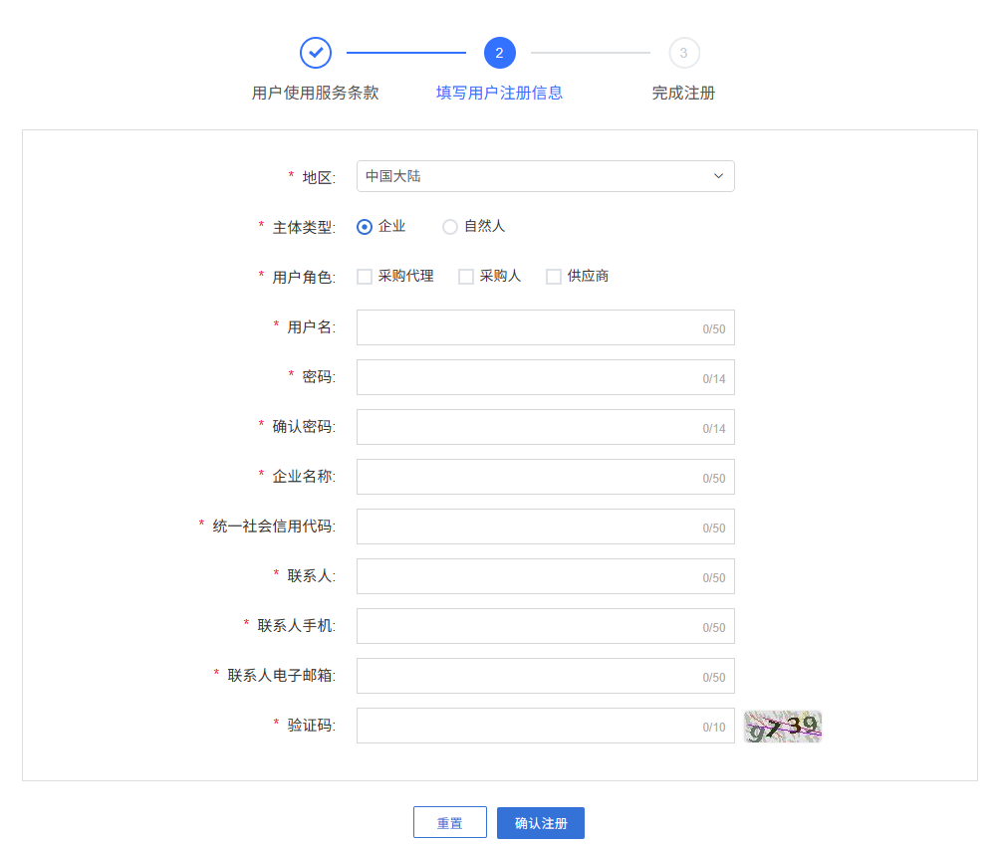 2
3
用户使用服务条款
填写用户注册信息
完成注册
* 地区: 中国大陆
* 主体类型: 企业 自然人
* 用户角色: 采购代理 采购人 供应商
* 用户名: 0/50
* 密码: 0/14
* 确认密码: 0/14
* 企业名称: 0/50
* 统一社会信用代码: 0/50
* 联系人: 0/50
* 联系人手机: 0/50
* 联系人电子邮箱: 0/50
* 验证码: 0/10 9739
重置 确认注册